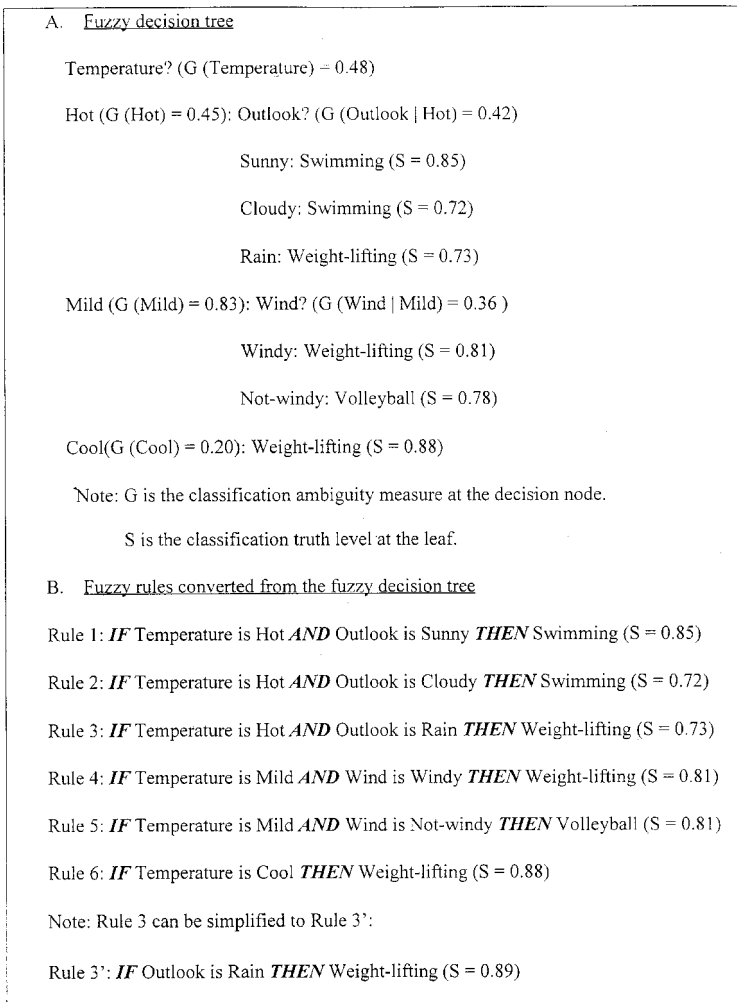 A. Fuzzy decision tree
Temperature? (G (Temperature) = 0.48)
Hot (G (Hot) = 0.45): Outlook? (G (Outlook | Hot) = 0.42)
Sunny: Swimming (S = 0.85)
Cloudy: Swimming (S = 0.72)
Rain: Weight-lifting (S = 0.73)
Mild (G (Mild) = 0.83): Wind? (G (Wind | Mild) = 0.36 )
Windy: Weight-lifting (S = 0.81)
Not-windy: Volleyball (S = 0.78)
Cool(G (Cool) = 0.20): Weight-lifting (S = 0.88)
Note: G is the classification ambiguity measure at the decision node.
S is the classification truth level at the leaf.
B. Fuzzy rules converted from the fuzzy decision tree
Rule 1: IF Temperature is Hot AND Outlook is Sunny THEN Swimming (S = 0.85)
Rule 2: IF Temperature is Hot AND Outlook is Cloudy THEN Swimming (S = 0.72)
Rule 3: IF Temperature is Hot AND Outlook is Rain THEN Weight-lifting (S = 0.73)
Rule 4: IF Temperature is Mild AND Wind is Windy THEN Weight-lifting (S = 0.81)
Rule 5: IF Temperature is Mild AND Wind is Not-windy THEN Volleyball (S = 0.81)
Rule 6: IF Temperature is Cool THEN Weight-lifting (S = 0.88)
Note: Rule 3 can be simplified to Rule 3’:
Rule 3’: IF Outlook is Rain THEN Weight-lifting (S = 0.89)